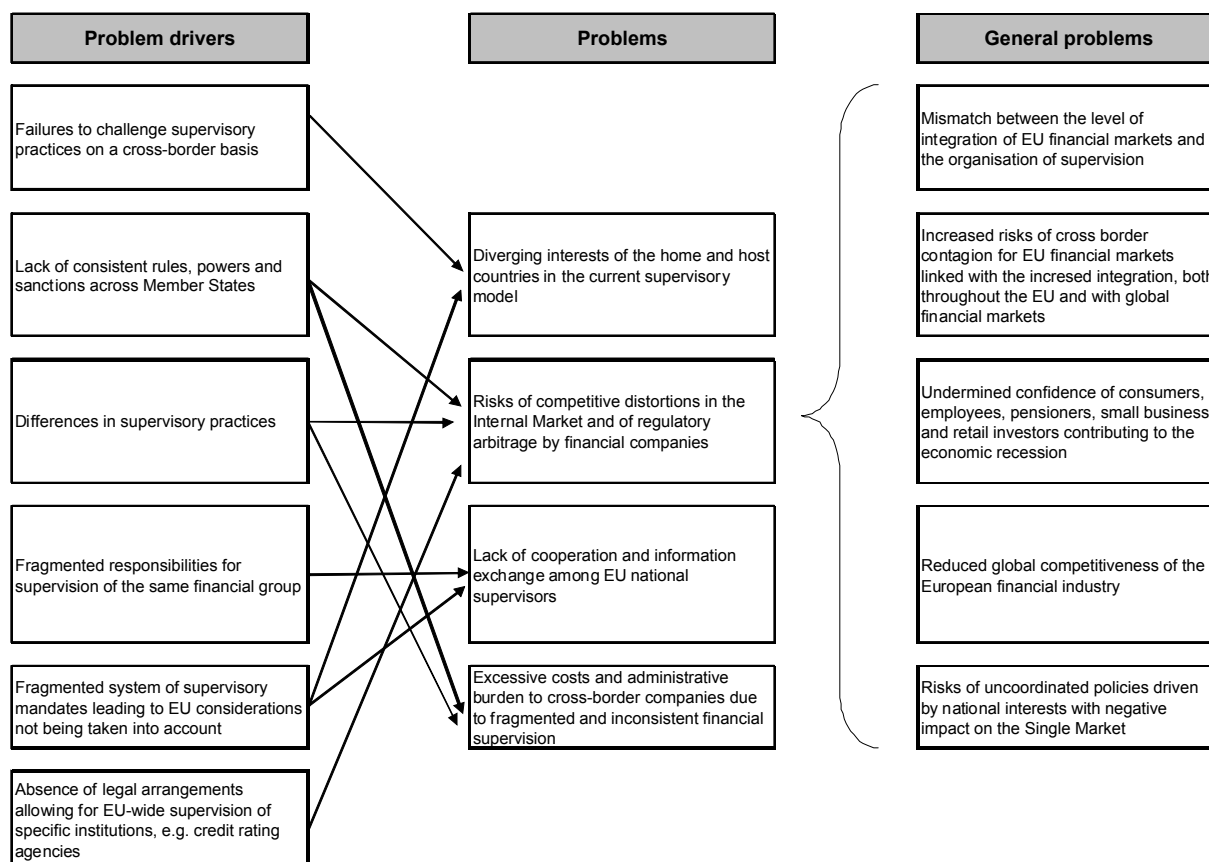 Problem drivers
Problems
General problems
Failures to challenge supervisory
practices on a cross-border basis
Lack of consistent rules, powers and
sanctions across Member States
Differences in supervisory practices
Fragmented responsibilities for
supervision of the same financial group
Fragmented system of supervisory
mandates leading to EU considerations
not being taken into account
Absence of legal arrangements
allowing for EU-wide supervision of
specific institutions, e.g. credit rating
agencies
Diverging interests of the home and host
countries in the current supervisory
model
Risks of competitive distortions in the
Internal Market and of regulatory
arbitrage by financial companies
Lack of cooperation and information
exchange among EU national
supervisors
Excessive costs and administrative
burden to cross-border companies due
to fragmented and inconsistent financial
supervision
Mismatch between the level of
integration of EU financial markets and
the organisation of supervision
Increased risks of cross border
contagion for EU financial markets
linked with the incresed integration, both
throughout the EU and with global
financial markets
Undermined confidence of consumers,
employees, pensioners, small business
and retail investors contributing to the
economic recession
Reduced global competitiveness of the
European financial industry
Risks of uncoordinated policies driven
by national interests with negative
impact on the Single Market